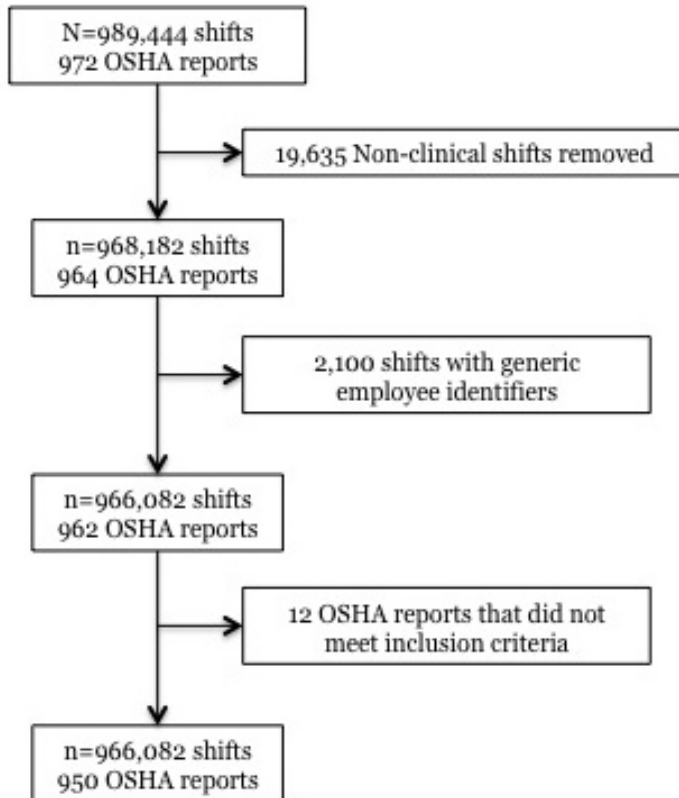 N=989,444 shifts
972 OSHA reports
19,635 Non-clinical shifts removed
n=968,182 shifts
964 OSHA reports
2,100 shifts with generic
employee identifiers
n=966,082 shifts
962 OSHA reports
12 OSHA reports that did not
meet inclusion criteria
n=966,082 shifts
950 OSHA reports